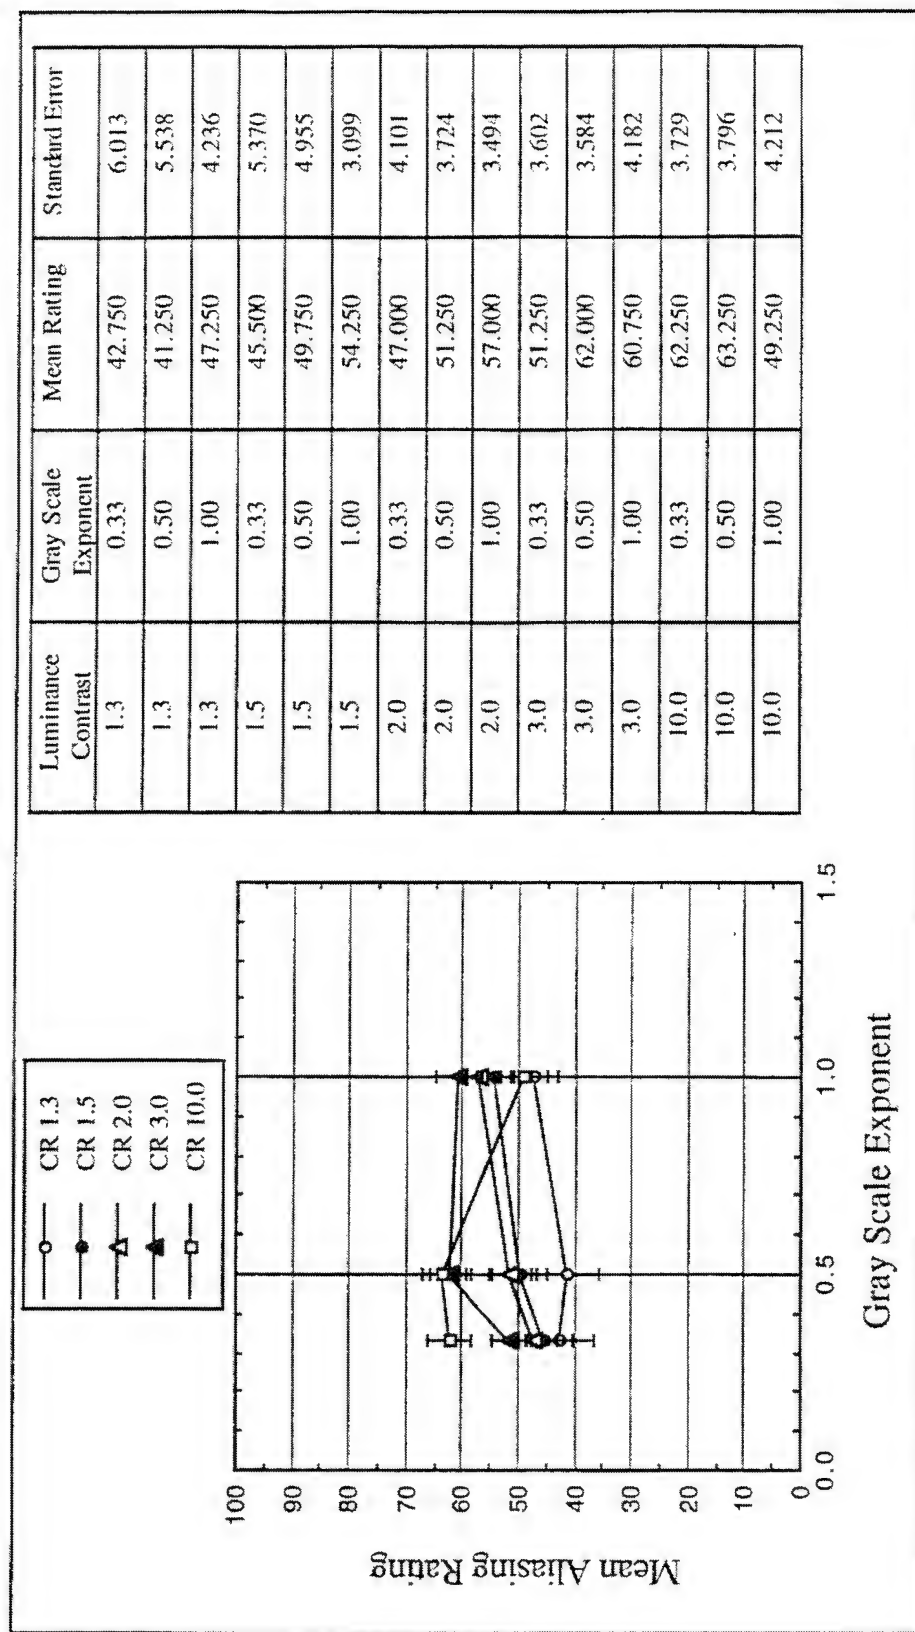 CR 1.3
CR 1.5
CR 2.0
CR 3.0
CR 10.0
Mean Aliasing Rating
100
90
80
70
60
50
40
30
20
10
0
0.0 0.5 1.0 1.5
Gray Scale Exponent
Luminance Contrast Gray Scale Exponent Mean Rating Standard Error
1.3 0.33 42.750 6.013
1.3 0.50 41.250 5.538
1.3 1.00 47.250 4.236
1.5 0.33 45.500 5.370
1.5 0.50 49.750 4.955
1.5 1.00 54.250 3.099
2.0 0.33 47.000 4.101
2.0 0.50 51.250 3.724
2.0 1.00 57.000 3.494
3.0 0.33 51.250 3.602
3.0 0.50 62.000 3.584
3.0 1.00 60.750 4.182
10.0 0.33 62.250 3.729
10.0 0.50 63.250 3.796
10.0 1.00 49.250 4.212